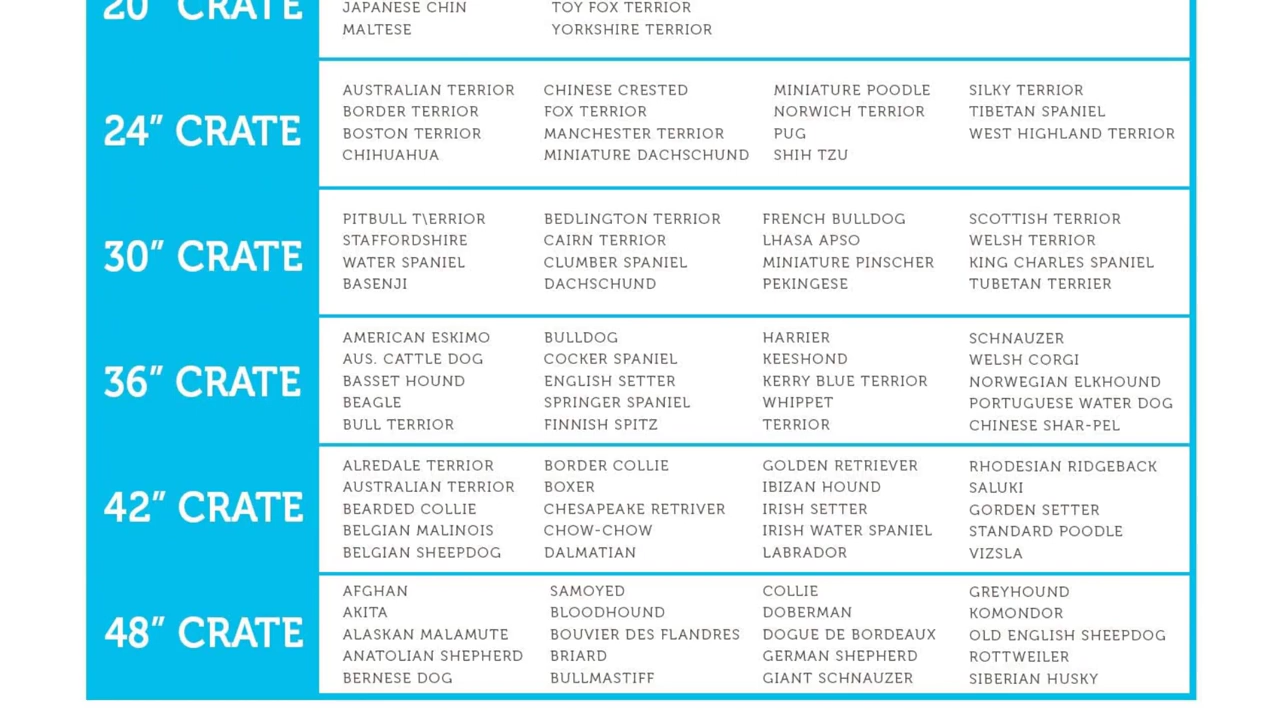 20" CRATE
JAPANESE CHIN TOY FOX TERRIOR
MALTESE YORKSHIRE TERRIOR
24" CRATE
AUSTRALIAN TERRIOR CHINESE CRESTED MINIATURE POODLE SILKY TERRIOR
BORDER TERRIOR FOX TERRIOR NORWICH TERRIOR TIBETAN SPANIEL
BOSTON TERRIOR MANCHESTER TERRIOR PUG WEST HIGHLAND TERRIOR
CHIHUAHUA MINIATURE DACHSCHUND SHIH TZU
30" CRATE
PITBULL T\ERRIOR BEDLINGTON TERRIOR FRENCH BULLDOG SCOTTISH TERRIOR
STAFFORDSHIRE CAIRN TERRIOR LHASA APSO WELSH TERRIOR
WATER SPANIEL CLUMBER SPANIEL MINIATURE PINSCHER KING CHARLES SPANIEL
BASENJI DACHSCHUND PEKINGESE TUBETAN TERRIER
36" CRATE
AMERICAN ESKIMO BULLDOG HARRIER SCHNAUZER
AUS. CATTLE DOG COCKER SPANIEL KEESHOND WELSH CORGI
BASSET HOUND ENGLISH SETTER KERRY BLUE TERRIOR NORWEGIAN ELKHOUND
BEAGLE SPRINGER SPANIEL WHIPPET PORTUGUESE WATER DOG
BULL TERRIOR FINNISH SPITZ TERRIOR CHINESE SHAR-PEL
42" CRATE
ALREDALE TERRIOR BORDER COLLIE GOLDEN RETRIEVER RHODESIAN RIDGEBACK
AUSTRALIAN TERRIOR BOXER IBIZAN HOUND SALUKI
BEARDED COLLIE CHESAPEAKE RETRIVER IRISH SETTER GORDEN SETTER
BELGIAN MALINOIS CHOW-CHOW IRISH WATER SPANIEL STANDARD POODLE
BELGIAN SHEEPDOG DALMATIAN LABRADOR VIZSLA
48" CRATE
AFGHAN SAMOYED COLLIE GREYHOUND
AKITA BLOODHOUND DOBERMAN KOMONDOR
ALASKAN MALAMUTE BOUVIER DES FLANDRES DOGUE DE BORDEAUX OLD ENGLISH SHEEPDOG
ANATOLIAN SHEPHERD BRIARD GERMAN SHEPHERD ROTTWEILER
BERNESE DOG BULLMASTIFF GIANT SCHNAUZER SIBERIAN HUSKY